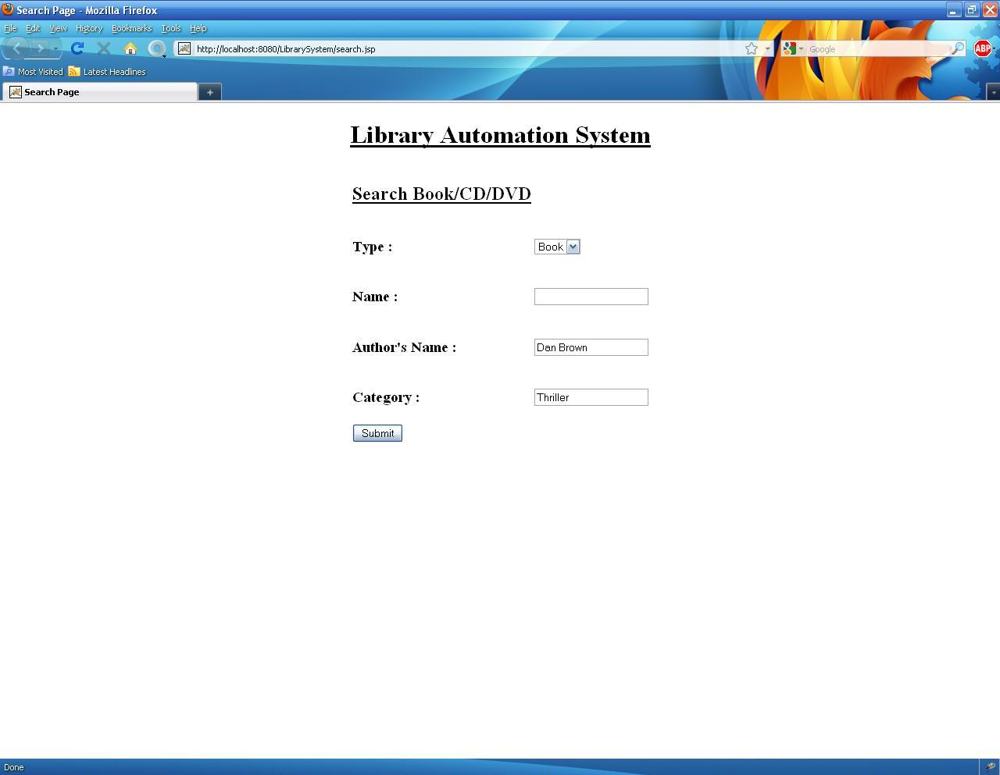 Search Page - Mozilla Firefox
File Edit View History Bookmarks Tools Help
http://localhost:8080/LibrarySystem/search.jsp Google ABP
Most Visited Latest Headlines
Search Page +
Library Automation System
Search Book/CD/DVD
Type : Book
Name :
Author's Name : Dan Brown
Category : Thriller
Submit
Done